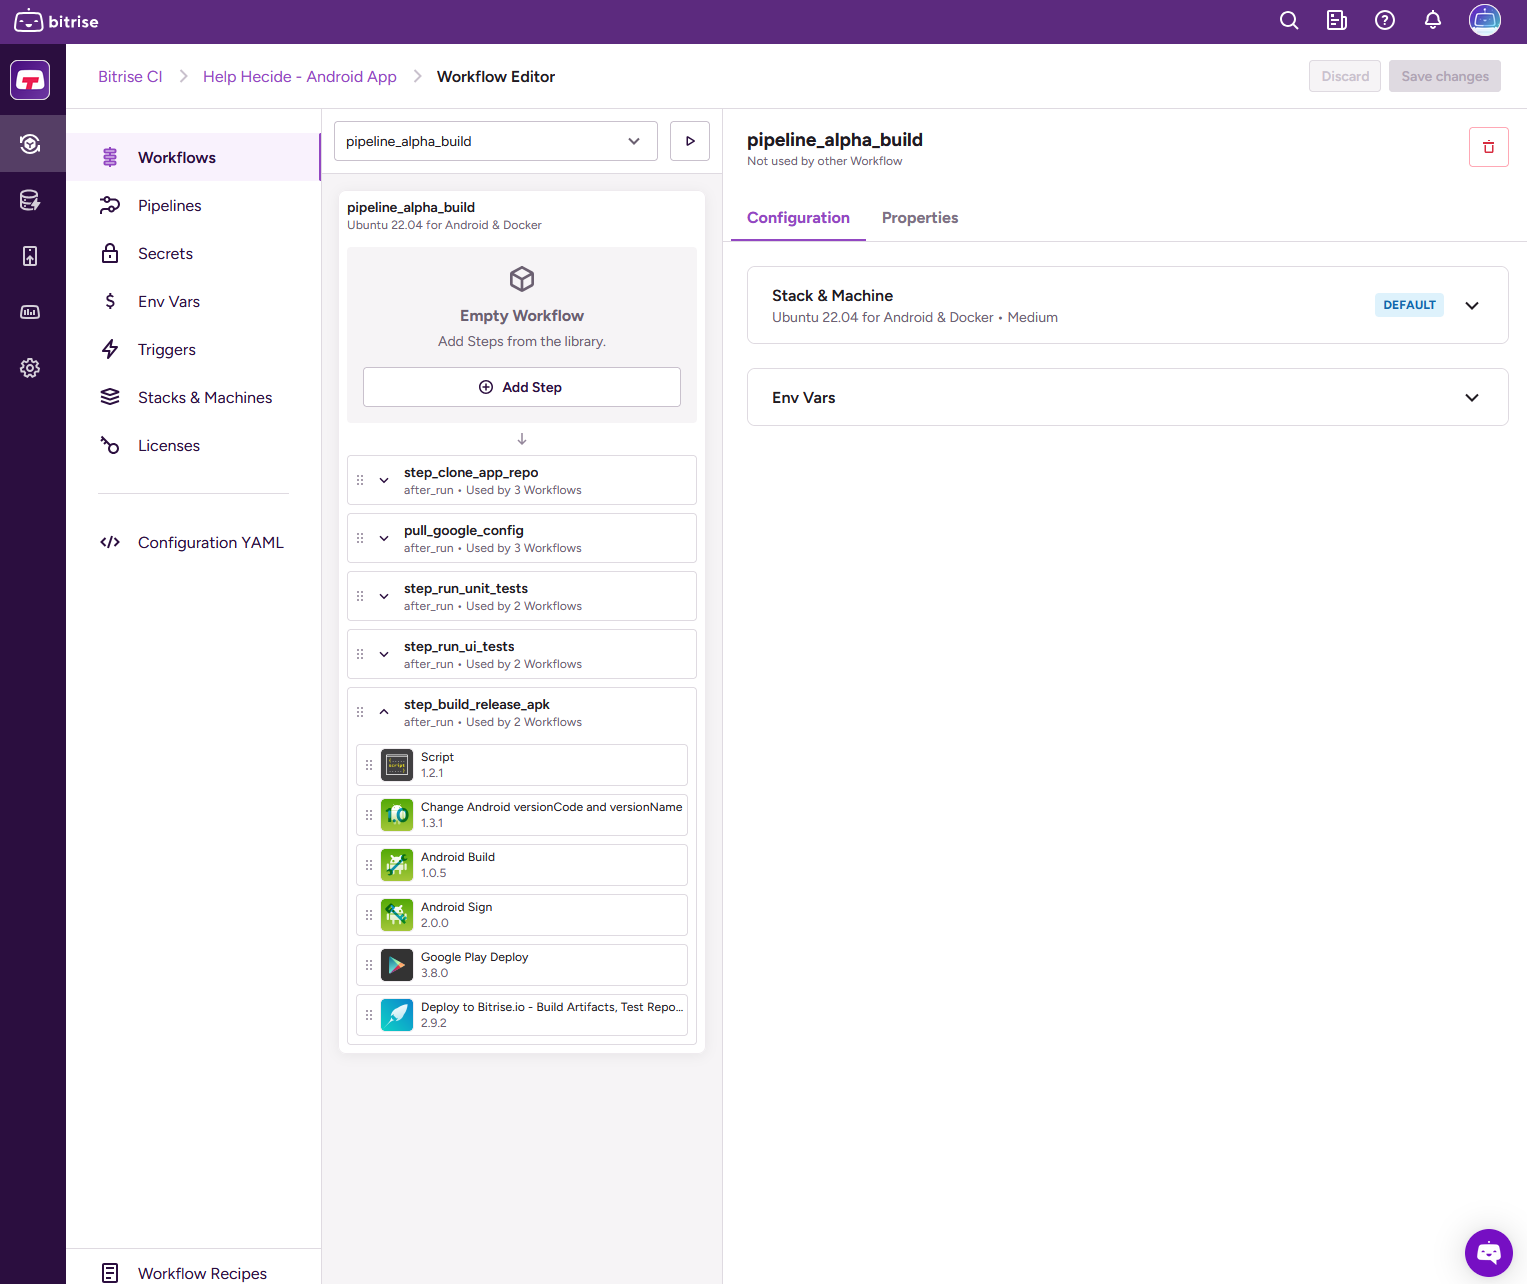 bitrise
Bitrise CI
Help Hecide - Android App
Workflow Editor
Discard
Save changes
Workflows
Pipelines
Secrets
Env Vars
Triggers
Stacks & Machines
Licenses
Configuration YAML
Workflow Recipes
pipeline_alpha_build
pipeline_alpha_build
Ubuntu 22.04 for Android & Docker
Empty Workflow
Add Steps from the library.
Add Step
step_clone_app_repo
after_run • Used by 3 Workflows
pull_google_config
after_run • Used by 3 Workflows
step_run_unit_tests
after_run • Used by 2 Workflows
step_run_ui_tests
after_run • Used by 2 Workflows
step_build_release_apk
after_run • Used by 2 Workflows
script
Script
1.2.1
1.0
Change Android versionCode and versionName
1.3.1
Android Build
1.0.5
Android Sign
2.0.0
Google Play Deploy
3.8.0
Deploy to Bitrise.io - Build Artifacts, Test Repo...
2.9.2
pipeline_alpha_build
Not used by other Workflow
Configuration
Properties
Stack & Machine
Ubuntu 22.04 for Android & Docker • Medium
DEFAULT
Env Vars